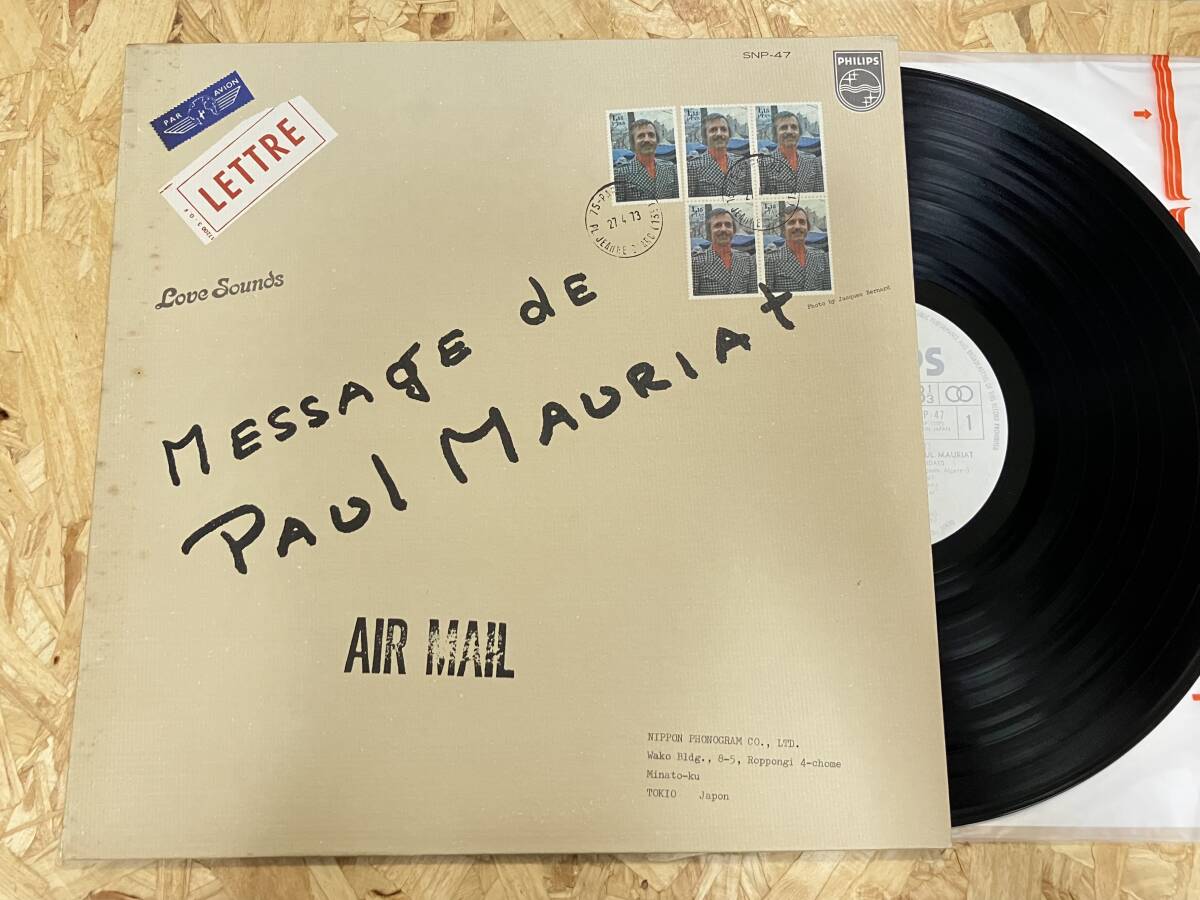 SNP-47
PHILIPS
PAR AVION
LETTRE
27 4 73
Love Sounds
MESSAGE dE
PAUL MAURIAT
Photo by Jacques Bernard
AIR MAIL
NIPPON PHONOGRAM CO., LTD.
Wako Bldg., 8-5, Roppongi 4-chome
Minato-ku
TOKIO Japon
1
MAURIAT